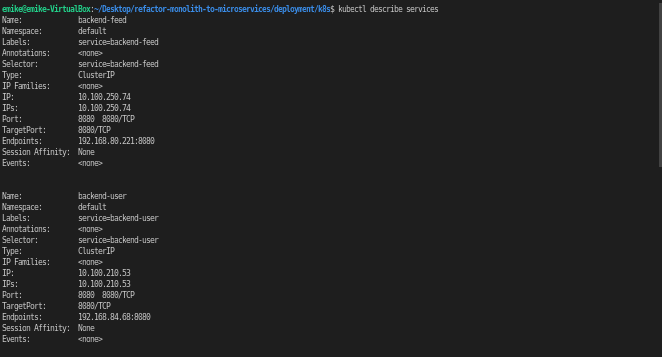 emike@emike-VirtualBox:~/Desktop/refactor-monolith-to-microservices/deployment/k8s$ kubectl describe services
Name: backend-feed
Namespace: default
Labels: service=backend-feed
Annotations: <none>
Selector: service=backend-feed
Type: ClusterIP
IP Families: <none>
IP: 10.100.250.74
IPs: 10.100.250.74
Port: 8080 8080/TCP
TargetPort: 8080/TCP
Endpoints: 192.168.80.221:8080
Session Affinity: None
Events: <none>
Name: backend-user
Namespace: default
Labels: service=backend-user
Annotations: <none>
Selector: service=backend-user
Type: ClusterIP
IP Families: <none>
IP: 10.100.210.53
IPs: 10.100.210.53
Port: 8080 8080/TCP
TargetPort: 8080/TCP
Endpoints: 192.168.84.68:8080
Session Affinity: None
Events: <none>